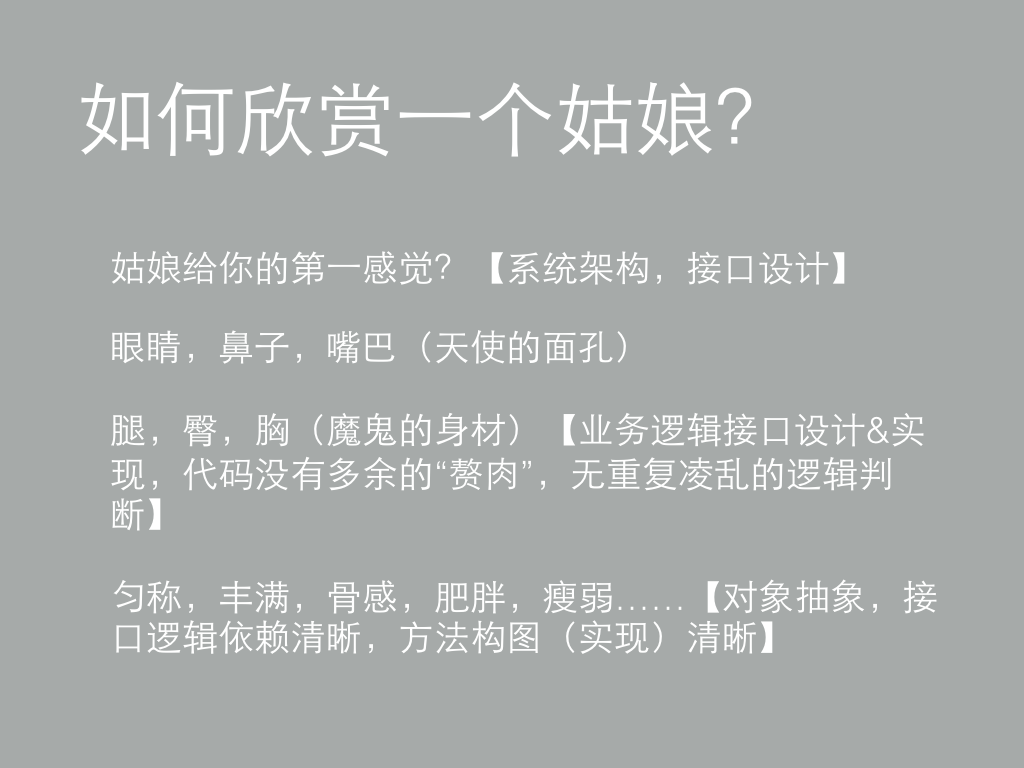 如何欣赏一个姑娘？
姑娘给你的第一感觉？【系统架构，接口设计】
眼睛，鼻子，嘴巴（天使的面孔）
腿，臀，胸（魔鬼的身材）【业务逻辑接口设计&实
现，代码没有多余的“赘肉”，无重复凌乱的逻辑判
断】
匀称，丰满，骨感，肥胖，瘦弱……【对象抽象，接
口逻辑依赖清晰，方法构图（实现）清晰】